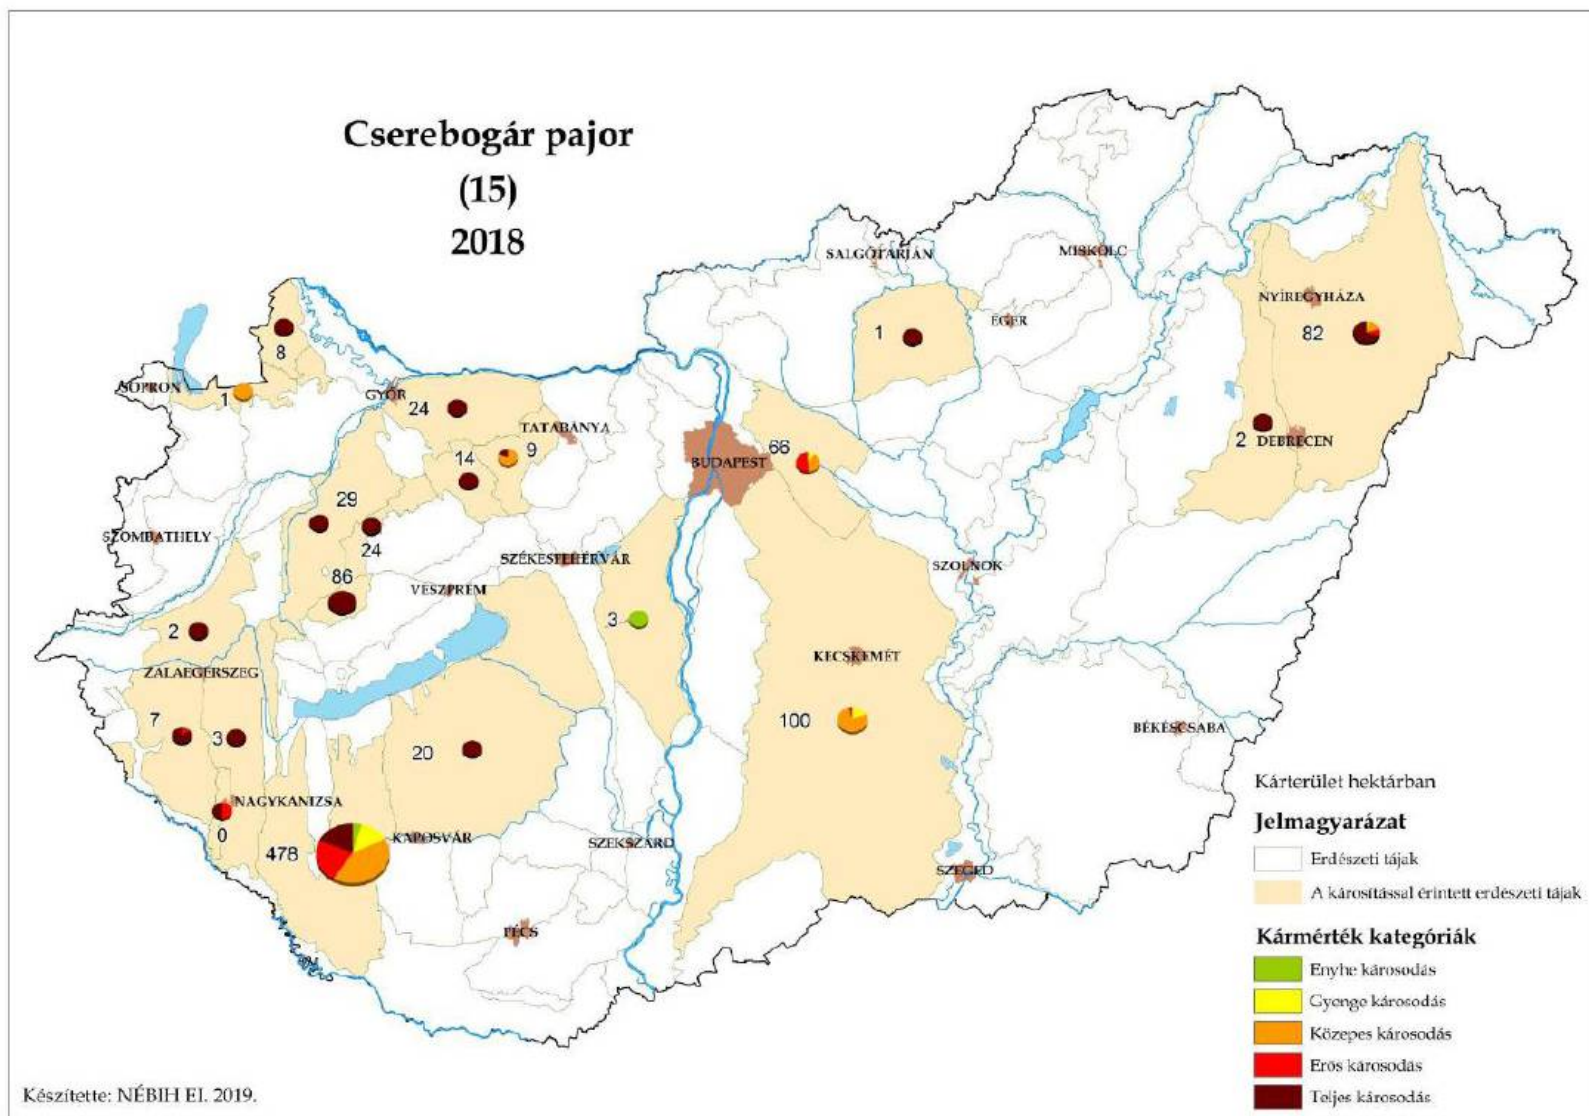 Cserebogár pajor
(15)
2018
SALGÓTARJÁN
MISKOLC
EGER
NYÍREGYHÁZA
82
1
8
SOPRON
1
GYŐR
24
TATABÁNYA
9
14
BUDAPEST
66
2
DEBRECEN
29
24
SZOMBATHELY
86
VESZPRÉM
SZÉKESFEHÉRVÁR
SZOLNOK
2
3
ZALAEGERSZEG
KECSKEMÉT
7
3
20
100
BÉKÉSCSABA
NAGYKANIZSA
0
478
KAPOSVÁR
SZEKSZÁRD
SZEGED
PÉCS
Kárterület hektárban
Jelmagyarázat
Erdészeti tájak
A károsítással érintett erdészeti tájak
Kármérték kategóriák
Enyhe károsodás
Gyenge károsodás
Közepes károsodás
Erős károsodás
Teljes károsodás
Készítette: NÉBIH EI. 2019.